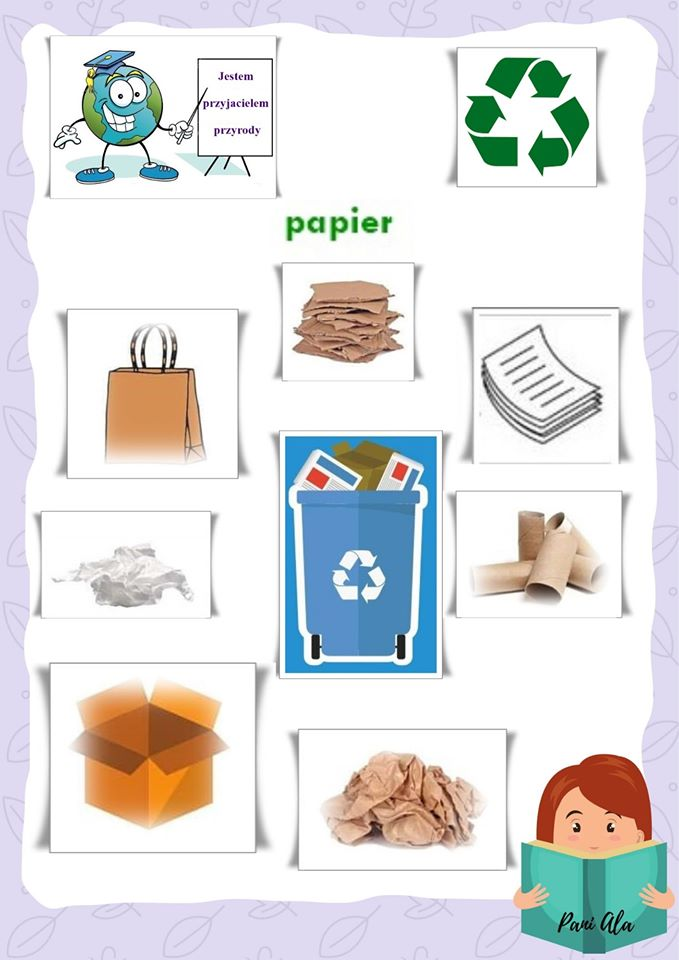 Jestem
przyjacielem
przyrody
papier
Pani Ala